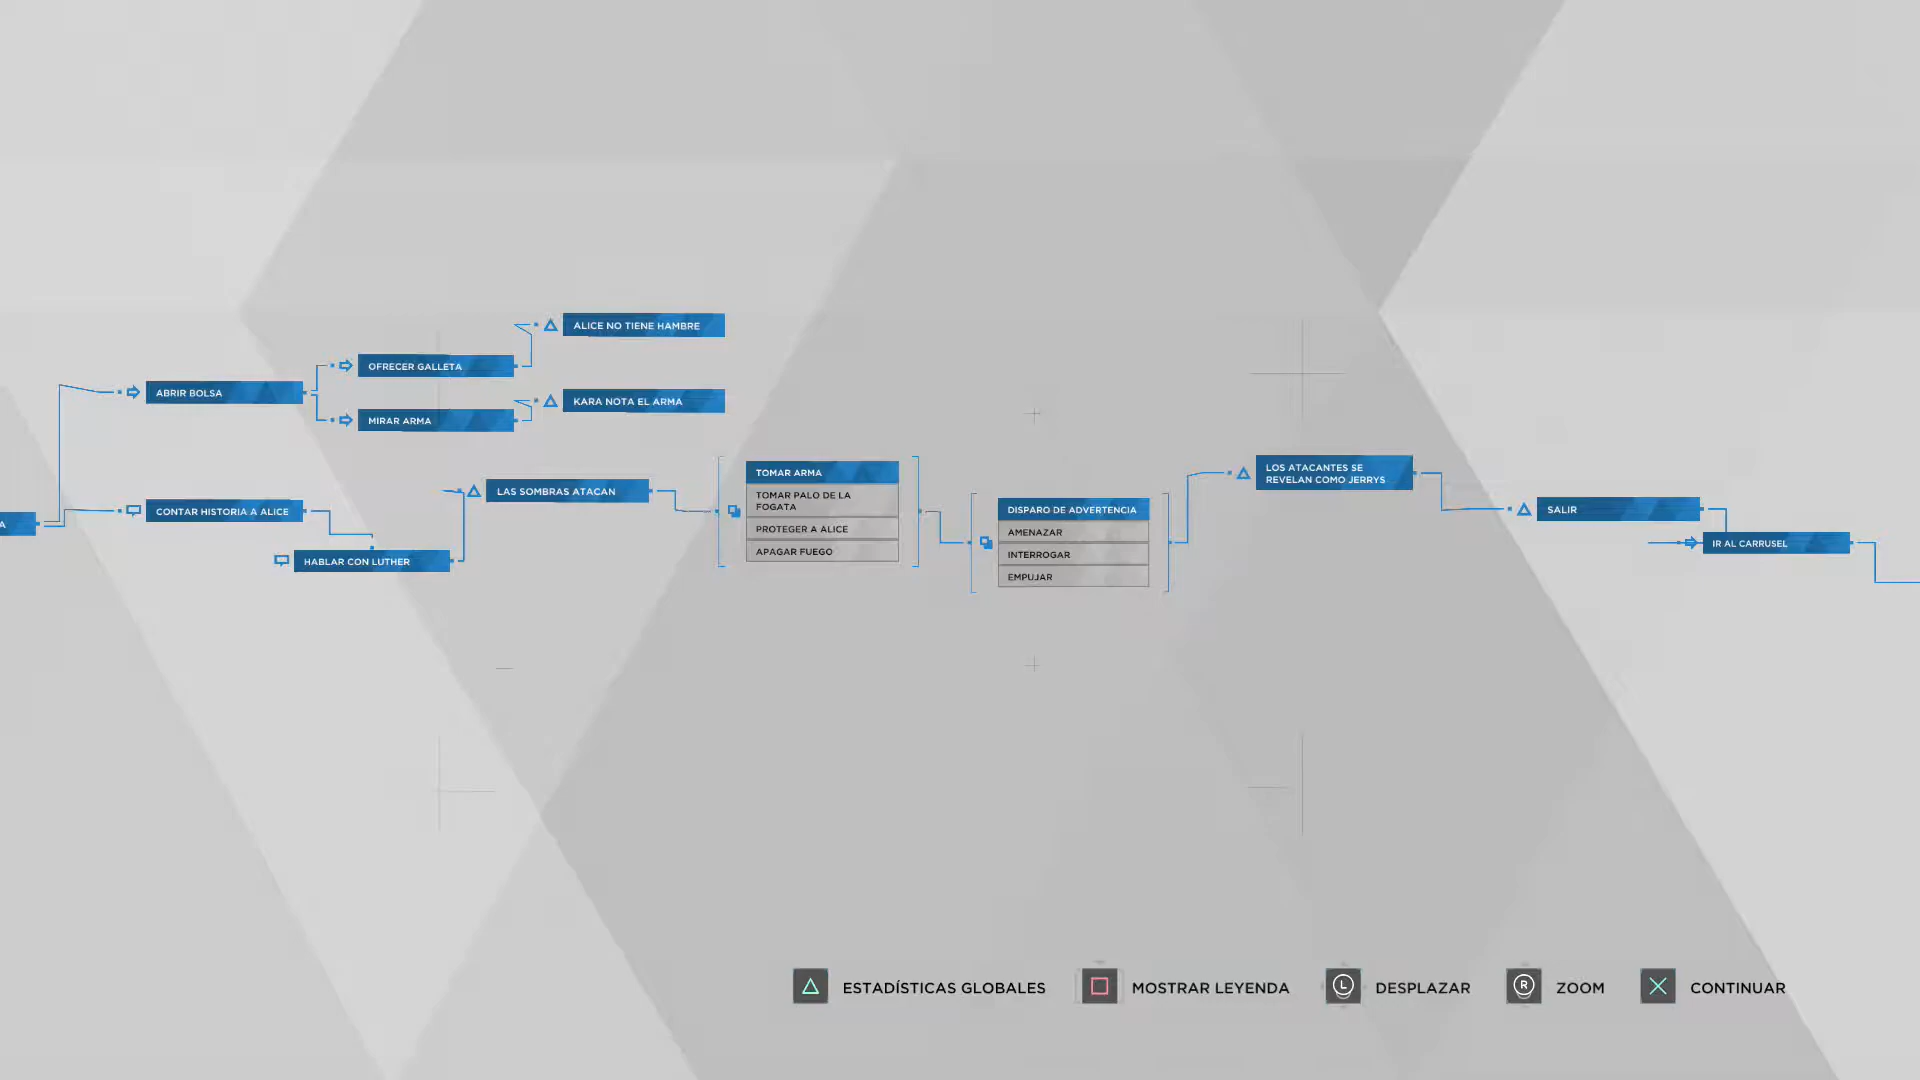 ALICE NO TIENE HAMBRE
OFRECER GALLETA
ABRIR BOLSA
KARA NOTA EL ARMA
MIRAR ARMA
A
CONTAR HISTORIA A ALICE
HABLAR CON LUTHER
LAS SOMBRAS ATACAN
TOMAR ARMA
TOMAR PALO DE LA
FOGATA
PROTEGER A ALICE
APAGAR FUEGO
DISPARO DE ADVERTENCIA
AMENAZAR
INTERROGAR
EMPUJAR
LOS ATACANTES SE
REVELAN COMO JERRYS
SALIR
IR AL CARRUSEL
ESTADÍSTICAS GLOBALES
MOSTRAR LEYENDA
L DESPLAZAR
R ZOOM
CONTINUAR